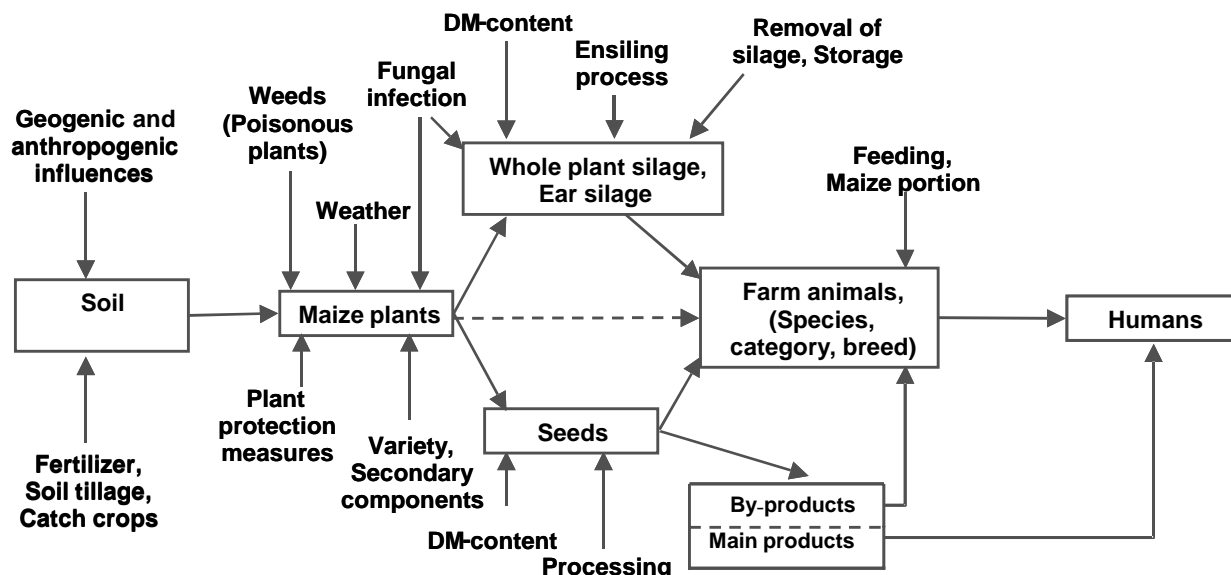 DM-content
Removal of
silage, Storage
Ensiling
process
Fungal
infection
Weeds
(Poisonous
plants)
Geogenic and
anthropogenic
influences
Whole plant silage,
Ear silage
Feeding,
Maize portion
Weather
Soil
Maize plants
Farm animals,
(Species,
category, breed)
Humans
Plant
protection
measures
Variety,
Secondary
components
Seeds
Fertilizer,
Soil tillage,
Catch crops
By-products
Main products
DM-content
Processing